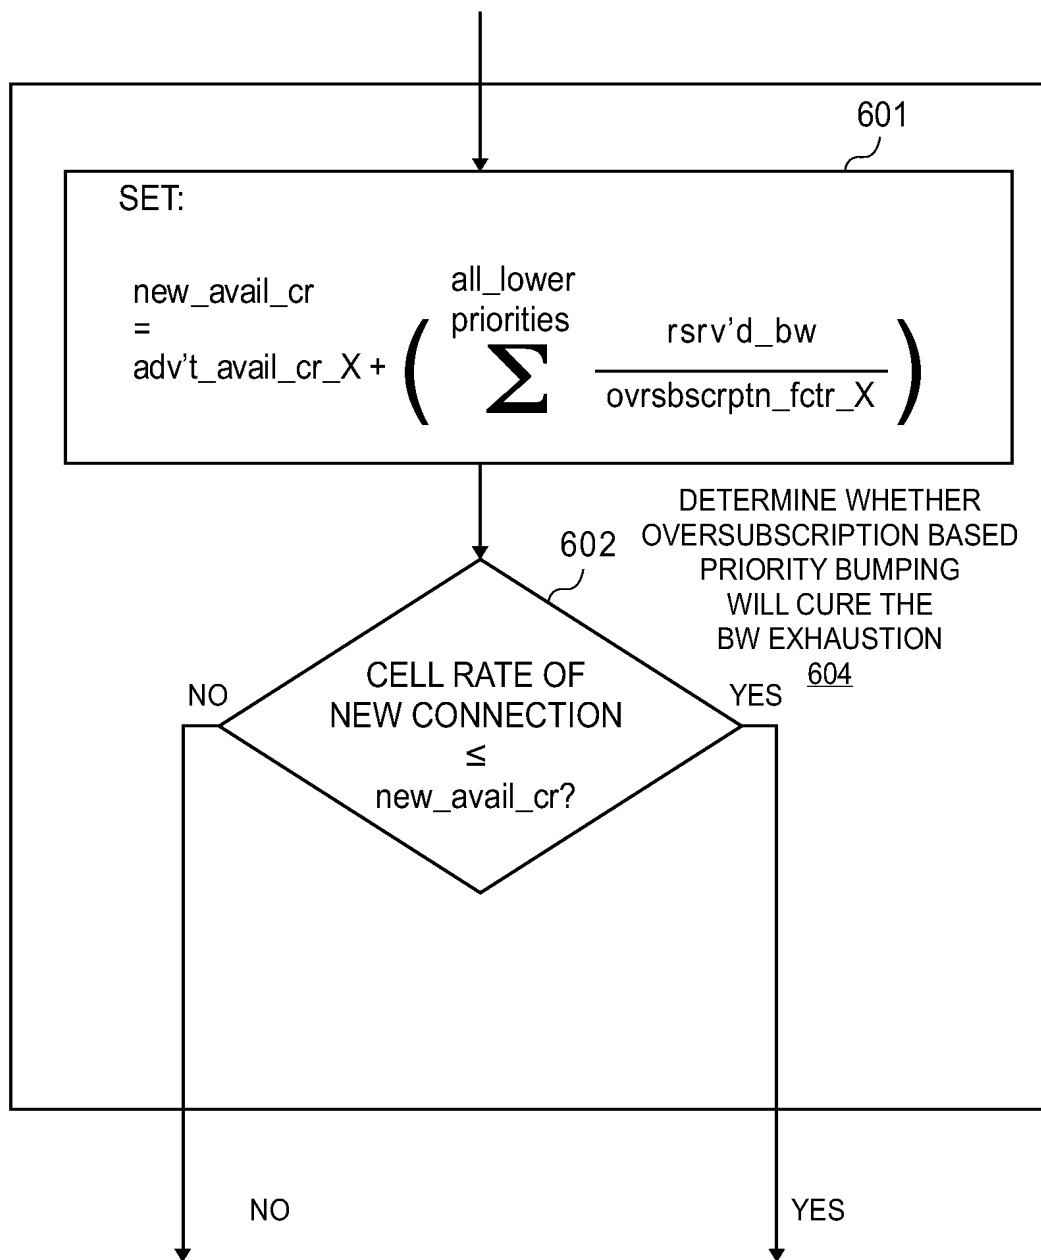 601
SET:
all_lower
priorities
new_avail_cr
=
adv't_avail_cr_X + ( Σ rsrv'd_bw
ovrsbscrptn_fctr_X )
DETERMINE WHETHER
OVERSUBSCRIPTION BASED
PRIORITY BUMPING
WILL CURE THE
BW EXHAUSTION
604
602
CELL RATE OF
NEW CONNECTION
≤
new_avail_cr?
NO
YES
NO
YES